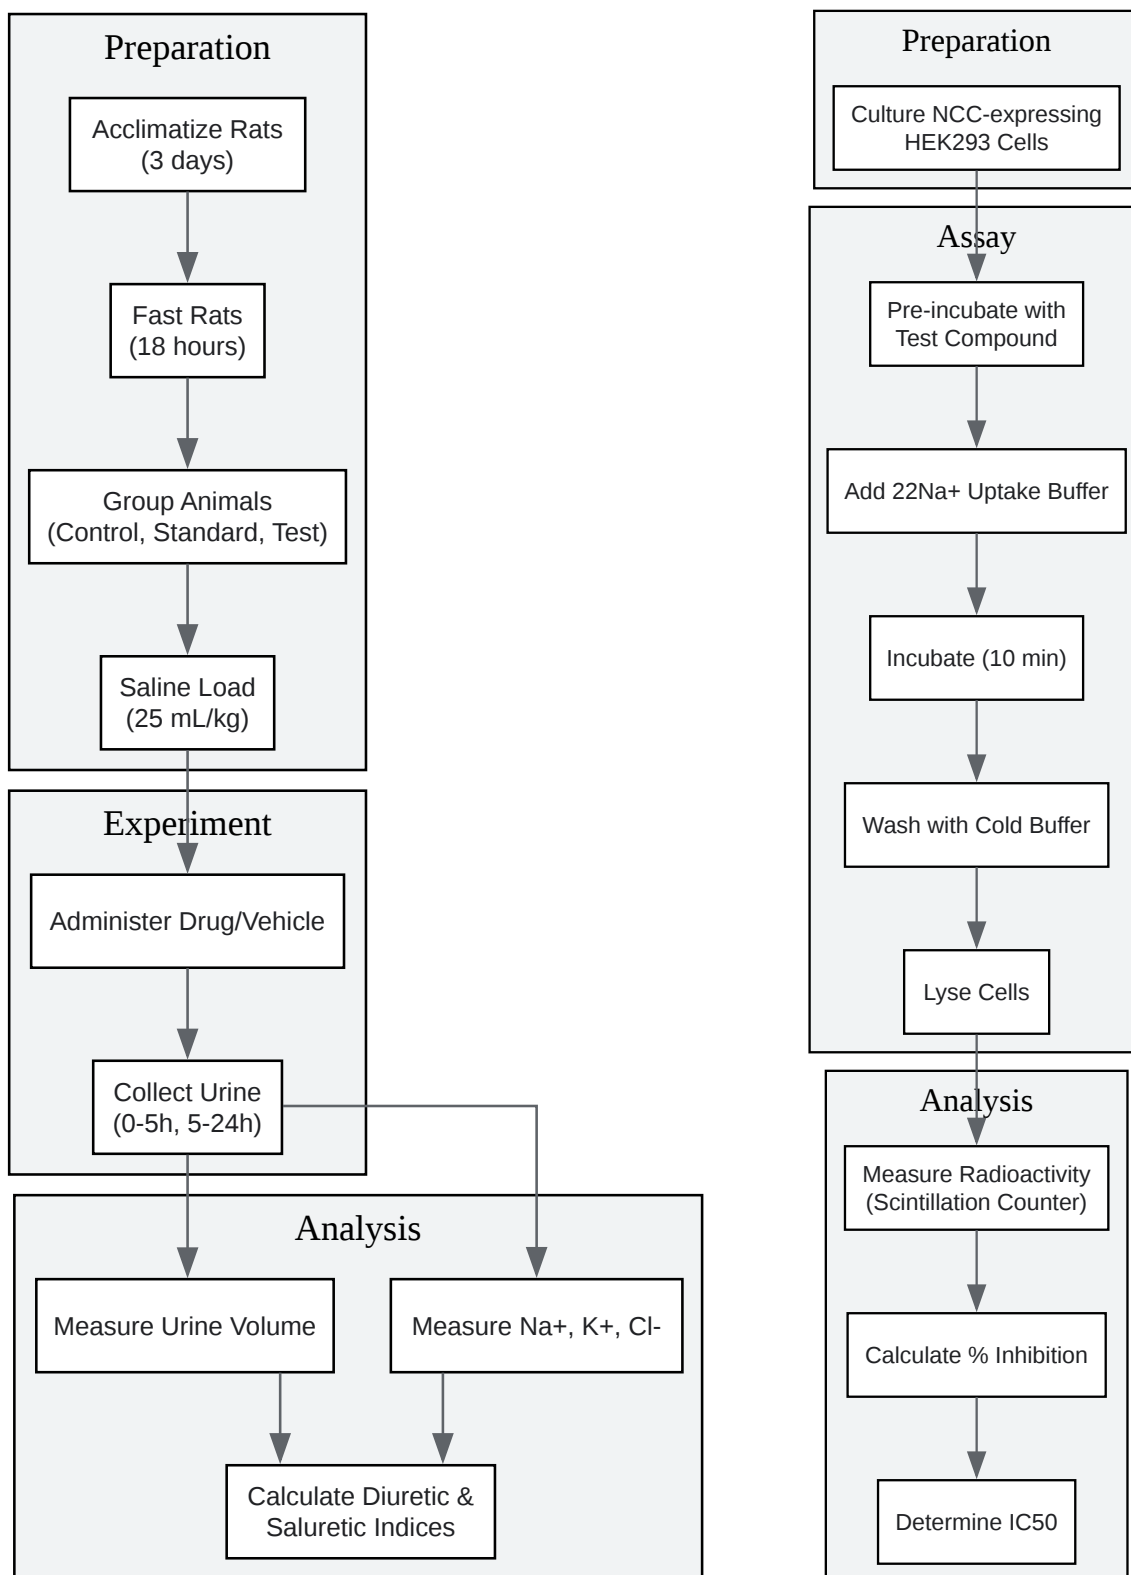 Preparation
Acclimatize Rats
(3 days)
Fast Rats
(18 hours)
Group Animals
(Control, Standard, Test)
Saline Load
(25 mL/kg)
Experiment
Administer Drug/Vehicle
Collect Urine
(0-5h, 5-24h)
Analysis
Measure Urine Volume
Measure Na+, K+, Cl-
Calculate Diuretic &
Saluretic Indices
Preparation
Culture NCC-expressing
HEK293 Cells
Assay
Pre-incubate with
Test Compound
Add 22Na+ Uptake Buffer
Incubate (10 min)
Wash with Cold Buffer
Lyse Cells
Analysis
Measure Radioactivity
(Scintillation Counter)
Calculate % Inhibition
Determine IC50